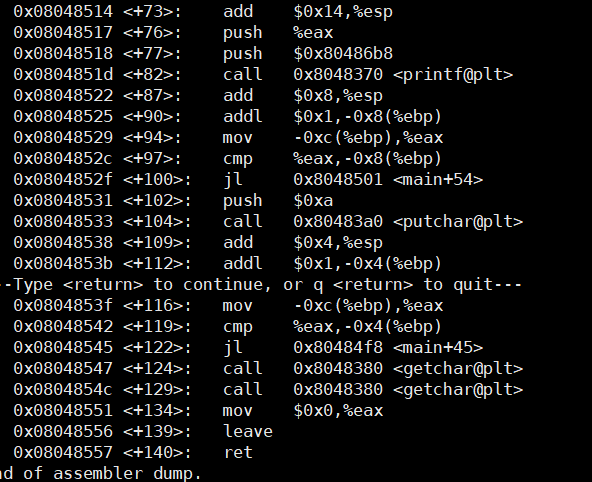 0x08048514 <+73>: add $0x14,%esp
0x08048517 <+76>: push %eax
0x08048518 <+77>: push $0x80486b8
0x0804851d <+82>: call 0x8048370 <printf@plt>
0x08048522 <+87>: add $0x8,%esp
0x08048525 <+90>: addl $0x1,-0x8(%ebp)
0x08048529 <+94>: mov -0xc(%ebp),%eax
0x0804852c <+97>: cmp %eax,-0x8(%ebp)
0x0804852f <+100>: jl 0x8048501 <main+54>
0x08048531 <+102>: push $0xa
0x08048533 <+104>: call 0x80483a0 <putchar@plt>
0x08048538 <+109>: add $0x4,%esp
0x0804853b <+112>: addl $0x1,-0x4(%ebp)
--Type <return> to continue, or q <return> to quit---
0x0804853f <+116>: mov -0xc(%ebp),%eax
0x08048542 <+119>: cmp %eax,-0x4(%ebp)
0x08048545 <+122>: jl 0x80484f8 <main+45>
0x08048547 <+124>: call 0x8048380 <getchar@plt>
0x0804854c <+129>: call 0x8048380 <getchar@plt>
0x08048551 <+134>: mov $0x0,%eax
0x08048556 <+139>: leave
0x08048557 <+140>: ret
nd of assembler dump.